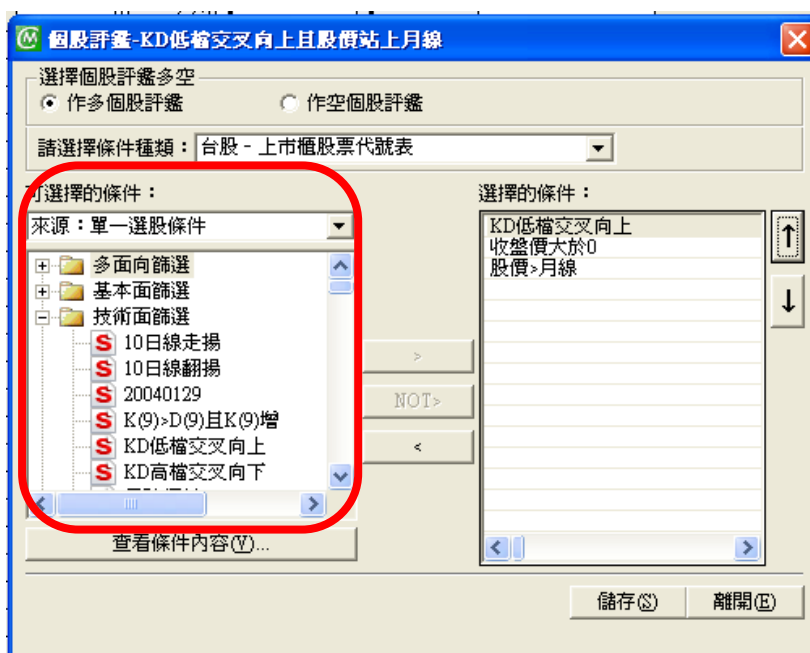 個股評鑑-KD低檔交叉向上且股價站上月線
選擇個股評鑑多空
作多個股評鑑
作空個股評鑑
請選擇條件種類：
台股 - 上市櫃股票代號表
可選擇的條件：
來源：單一選股條件
多面向篩選
基本面篩選
技術面篩選
10日線走揚
10日線翻揚
20040129
K(9)>D(9)且K(9)增
KD低檔交叉向上
KD高檔交叉向下
查看條件內容(V)...
>
NOT>
<
選擇的條件：
KD低檔交叉向上
收盤價大於0
股價>月線
↑
↓
儲存(S)
離開(E)